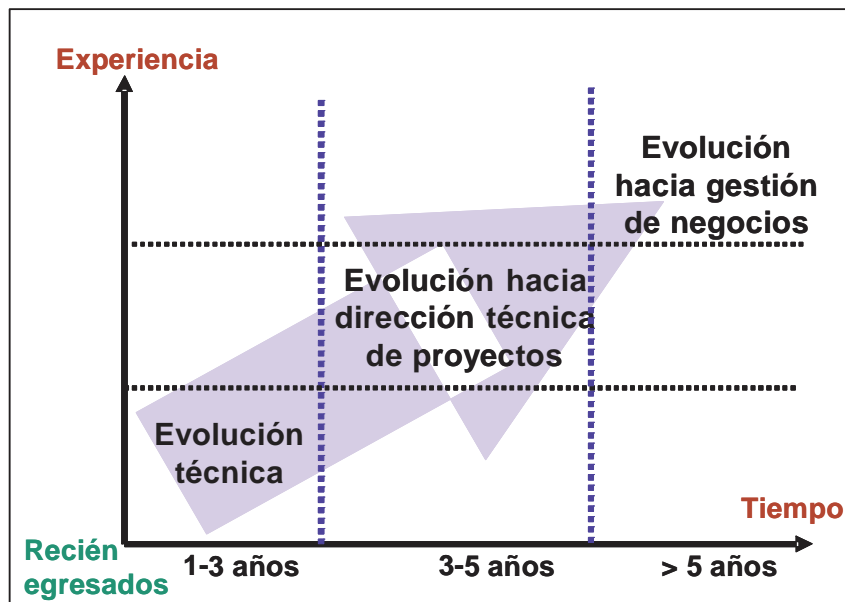 Experiencia
Evolución
hacia gestión
de negocios
Evolución hacia
dirección técnica
de proyectos
Evolución
técnica
Tiempo
Recién
egresados
1-3 años
3-5 años
> 5 años